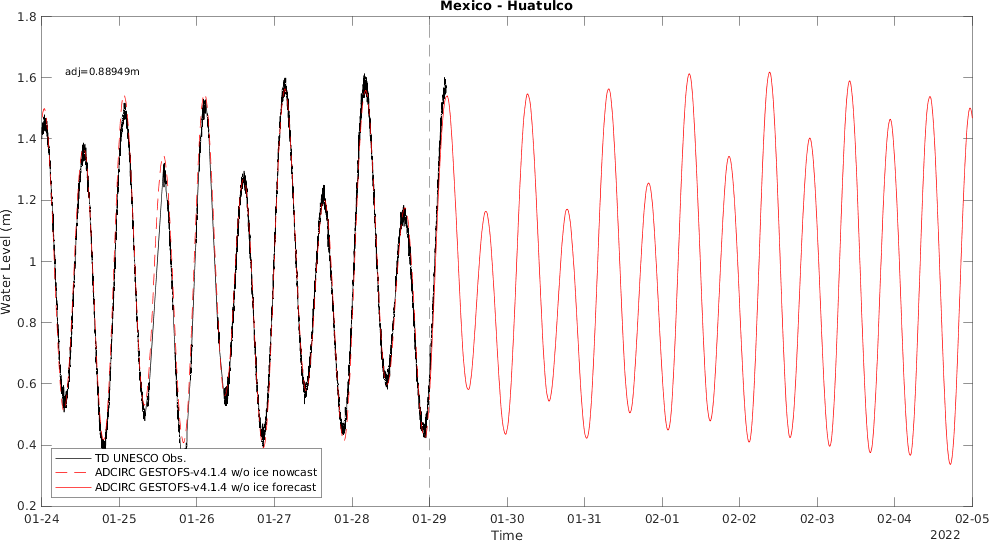 Mexico - Huatulco
1.8
1.6
1.4
1.2
1
0.8
0.6
0.4
0.2
Water Level (m)
adj=0.88949m
TD UNESCO Obs.
ADCIRC GESTOFS-v4.1.4 w/o ice nowcast
ADCIRC GESTOFS-v4.1.4 w/o ice forecast
01-24 01-25 01-26 01-27 01-28 01-29 01-30 01-31 02-01 02-02 02-03 02-04 02-05
Time
2022